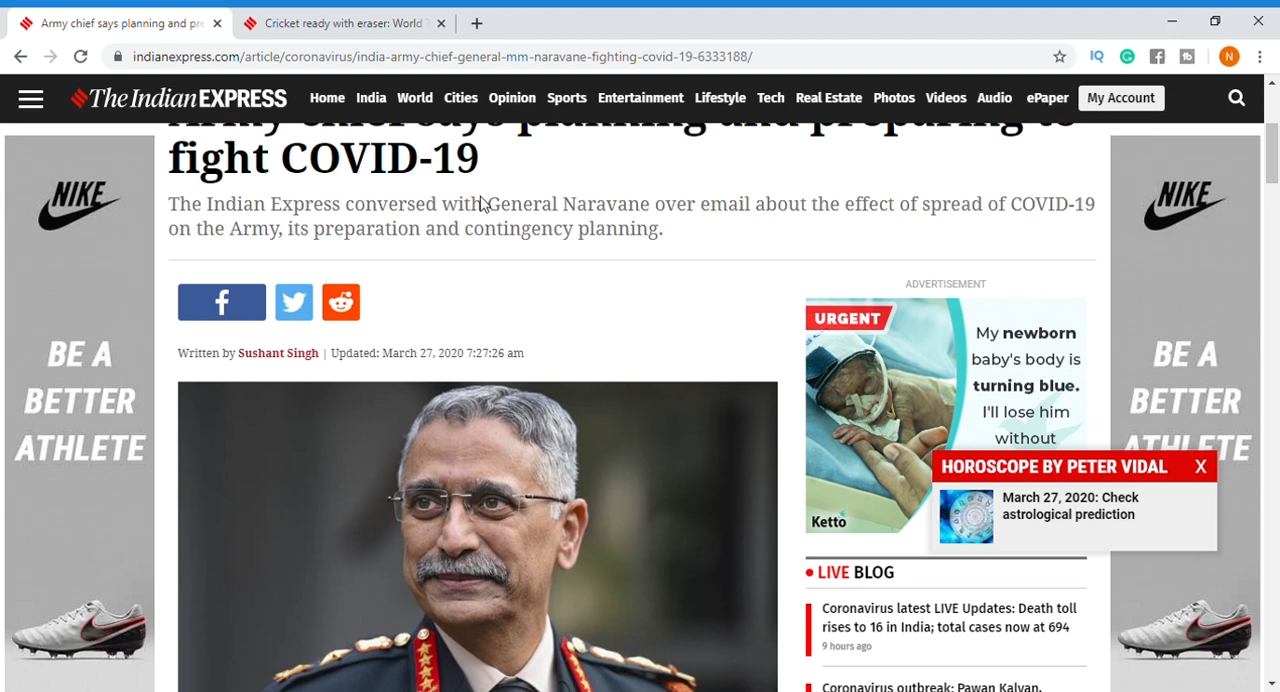 Army chief says planning and pre
Cricket ready with eraser: World T
indianexpress.com/article/coronavirus/india-army-chief-general-mm-naravane-fighting-covid-19-6333188/
IQ
N
The Indian EXPRESS
Home India World Cities Opinion Sports Entertainment Lifestyle Tech Real Estate Photos Videos Audio ePaper My Account
Army chief says planning and preparing to
fight COVID-19
The Indian Express conversed with General Naravane over email about the effect of spread of COVID-19
on the Army, its preparation and contingency planning.
Written by Sushant Singh | Updated: March 27, 2020 7:27:26 am
NIKE
BE A
BETTER
ATHLETE
ADVERTISEMENT
URGENT
My newborn
baby's body is
turning blue.
I'll lose him
without
Ketto
HOROSCOPE BY PETER VIDAL X
March 27, 2020: Check
astrological prediction
LIVE BLOG
Coronavirus latest LIVE Updates: Death toll
rises to 16 in India; total cases now at 694
9 hours ago
Coronavirus outbreak: Pawan Kalyan,
NIKE
BE A
BETTER
ATHLETE